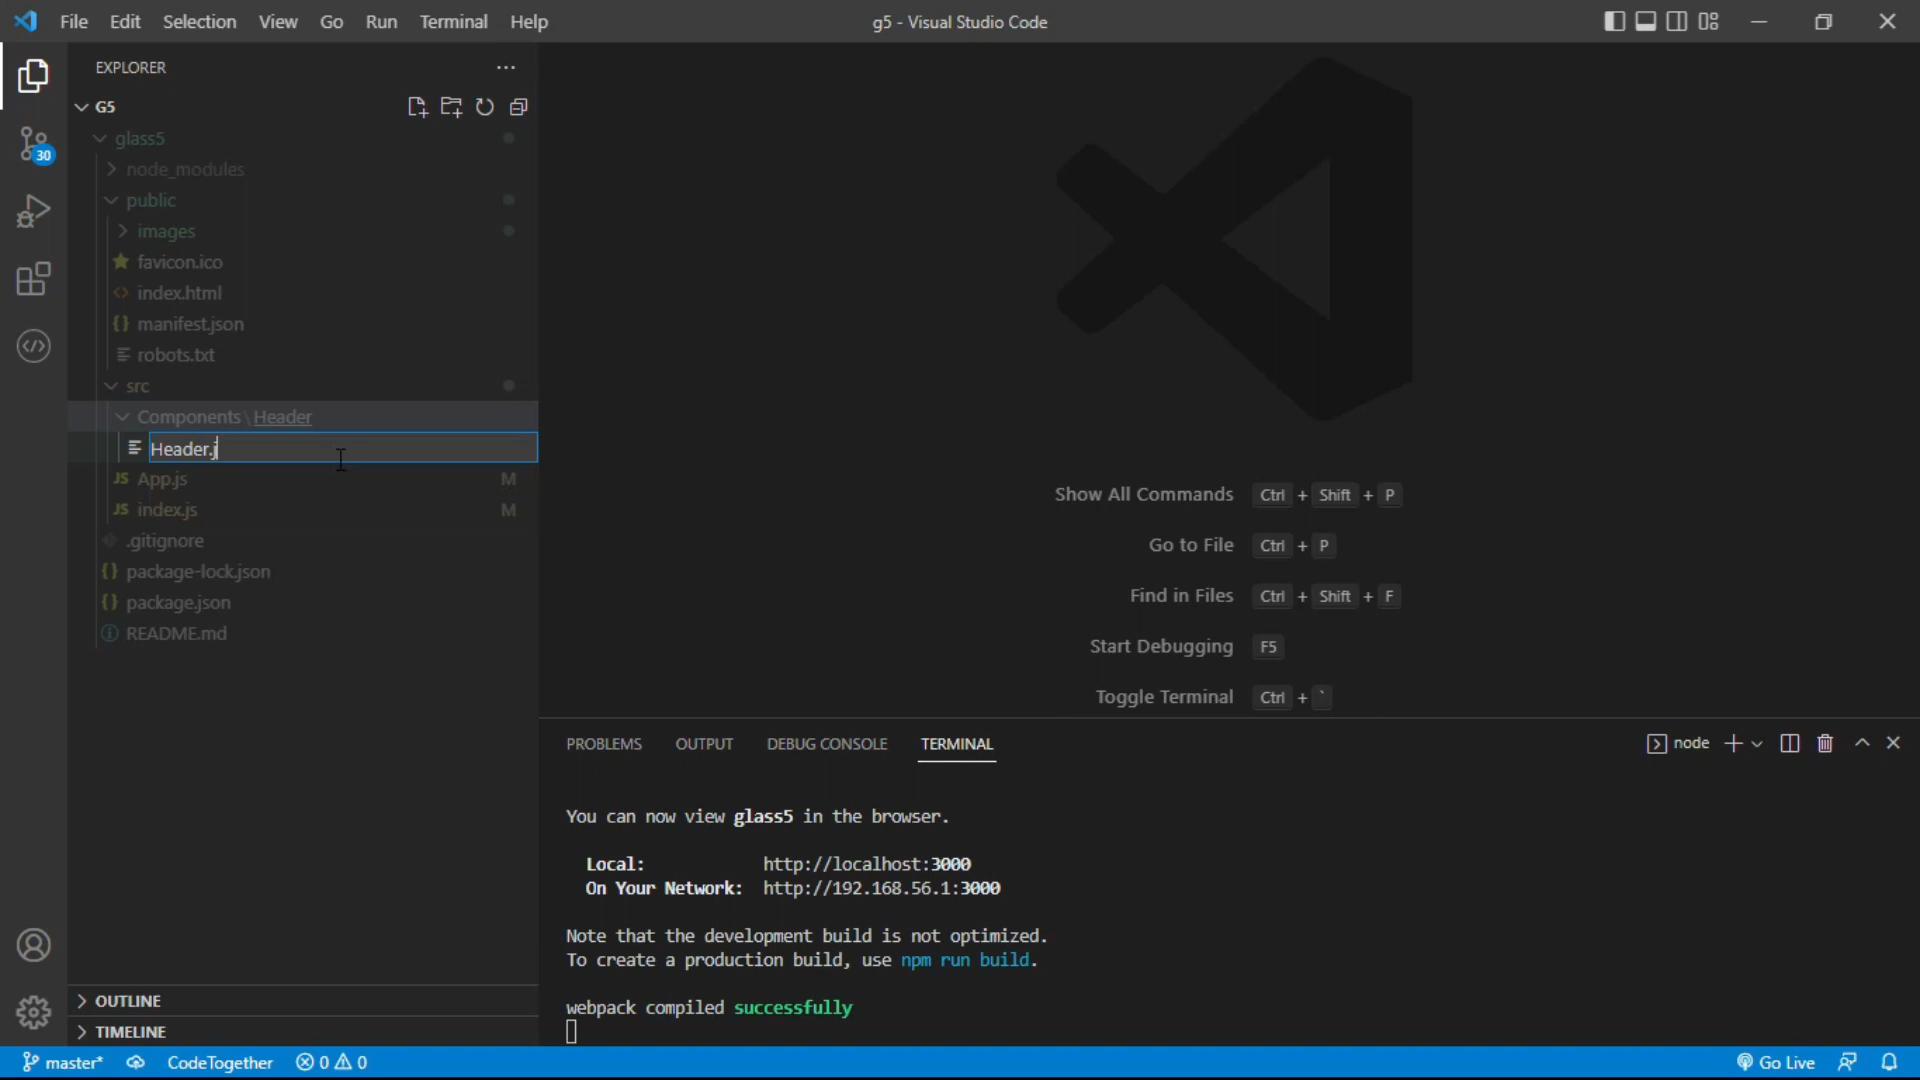 File Edit Selection View Go Run Terminal Help
g5 - Visual Studio Code
EXPLORER
G5
glass5
node_modules
public
images
favicon.ico
index.html
manifest.json
robots.txt
src
Components\Header
Header.j
JS App.js M
JS index.js M
.gitignore
{} package-lock.json
{} package.json
README.md
OUTLINE
TIMELINE
30
Show All Commands Ctrl + Shift + P
Go to File Ctrl + P
Find in Files Ctrl + Shift + F
Start Debugging F5
Toggle Terminal Ctrl + `
PROBLEMS OUTPUT DEBUG CONSOLE TERMINAL
node
You can now view glass5 in the browser.
Local: http://localhost:3000
On Your Network: http://192.168.56.1:3000
Note that the development build is not optimized.
To create a production build, use npm run build.
webpack compiled successfully
master* CodeTogether 0 0 Go Live